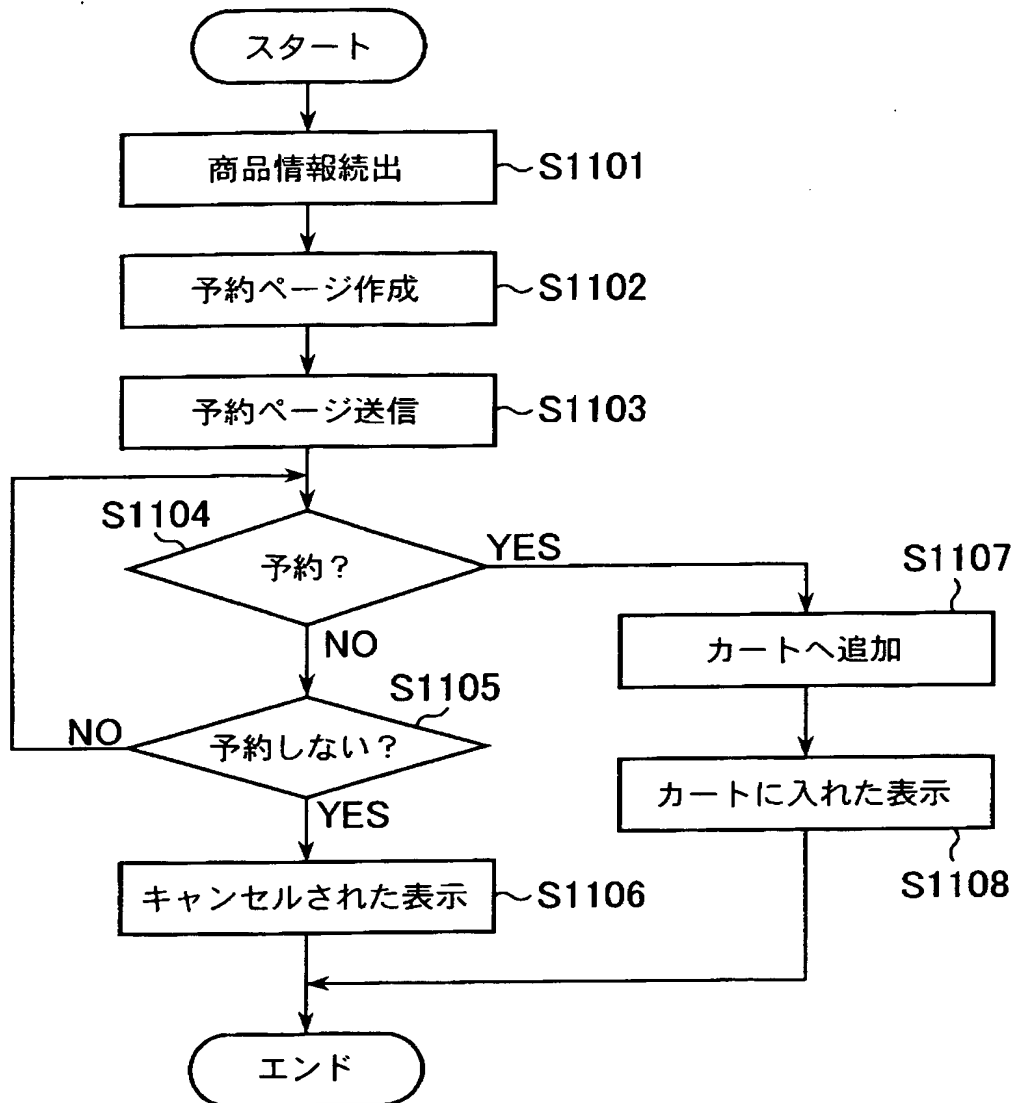 スタート
商品情報続出
S1101
予約ページ作成
S1102
予約ページ送信
S1103
S1104
予約？
YES
NO
S1107
カートへ追加
S1105
NO
予約しない？
YES
カートに入れた表示
S1108
キャンセルされた表示
S1106
エンド